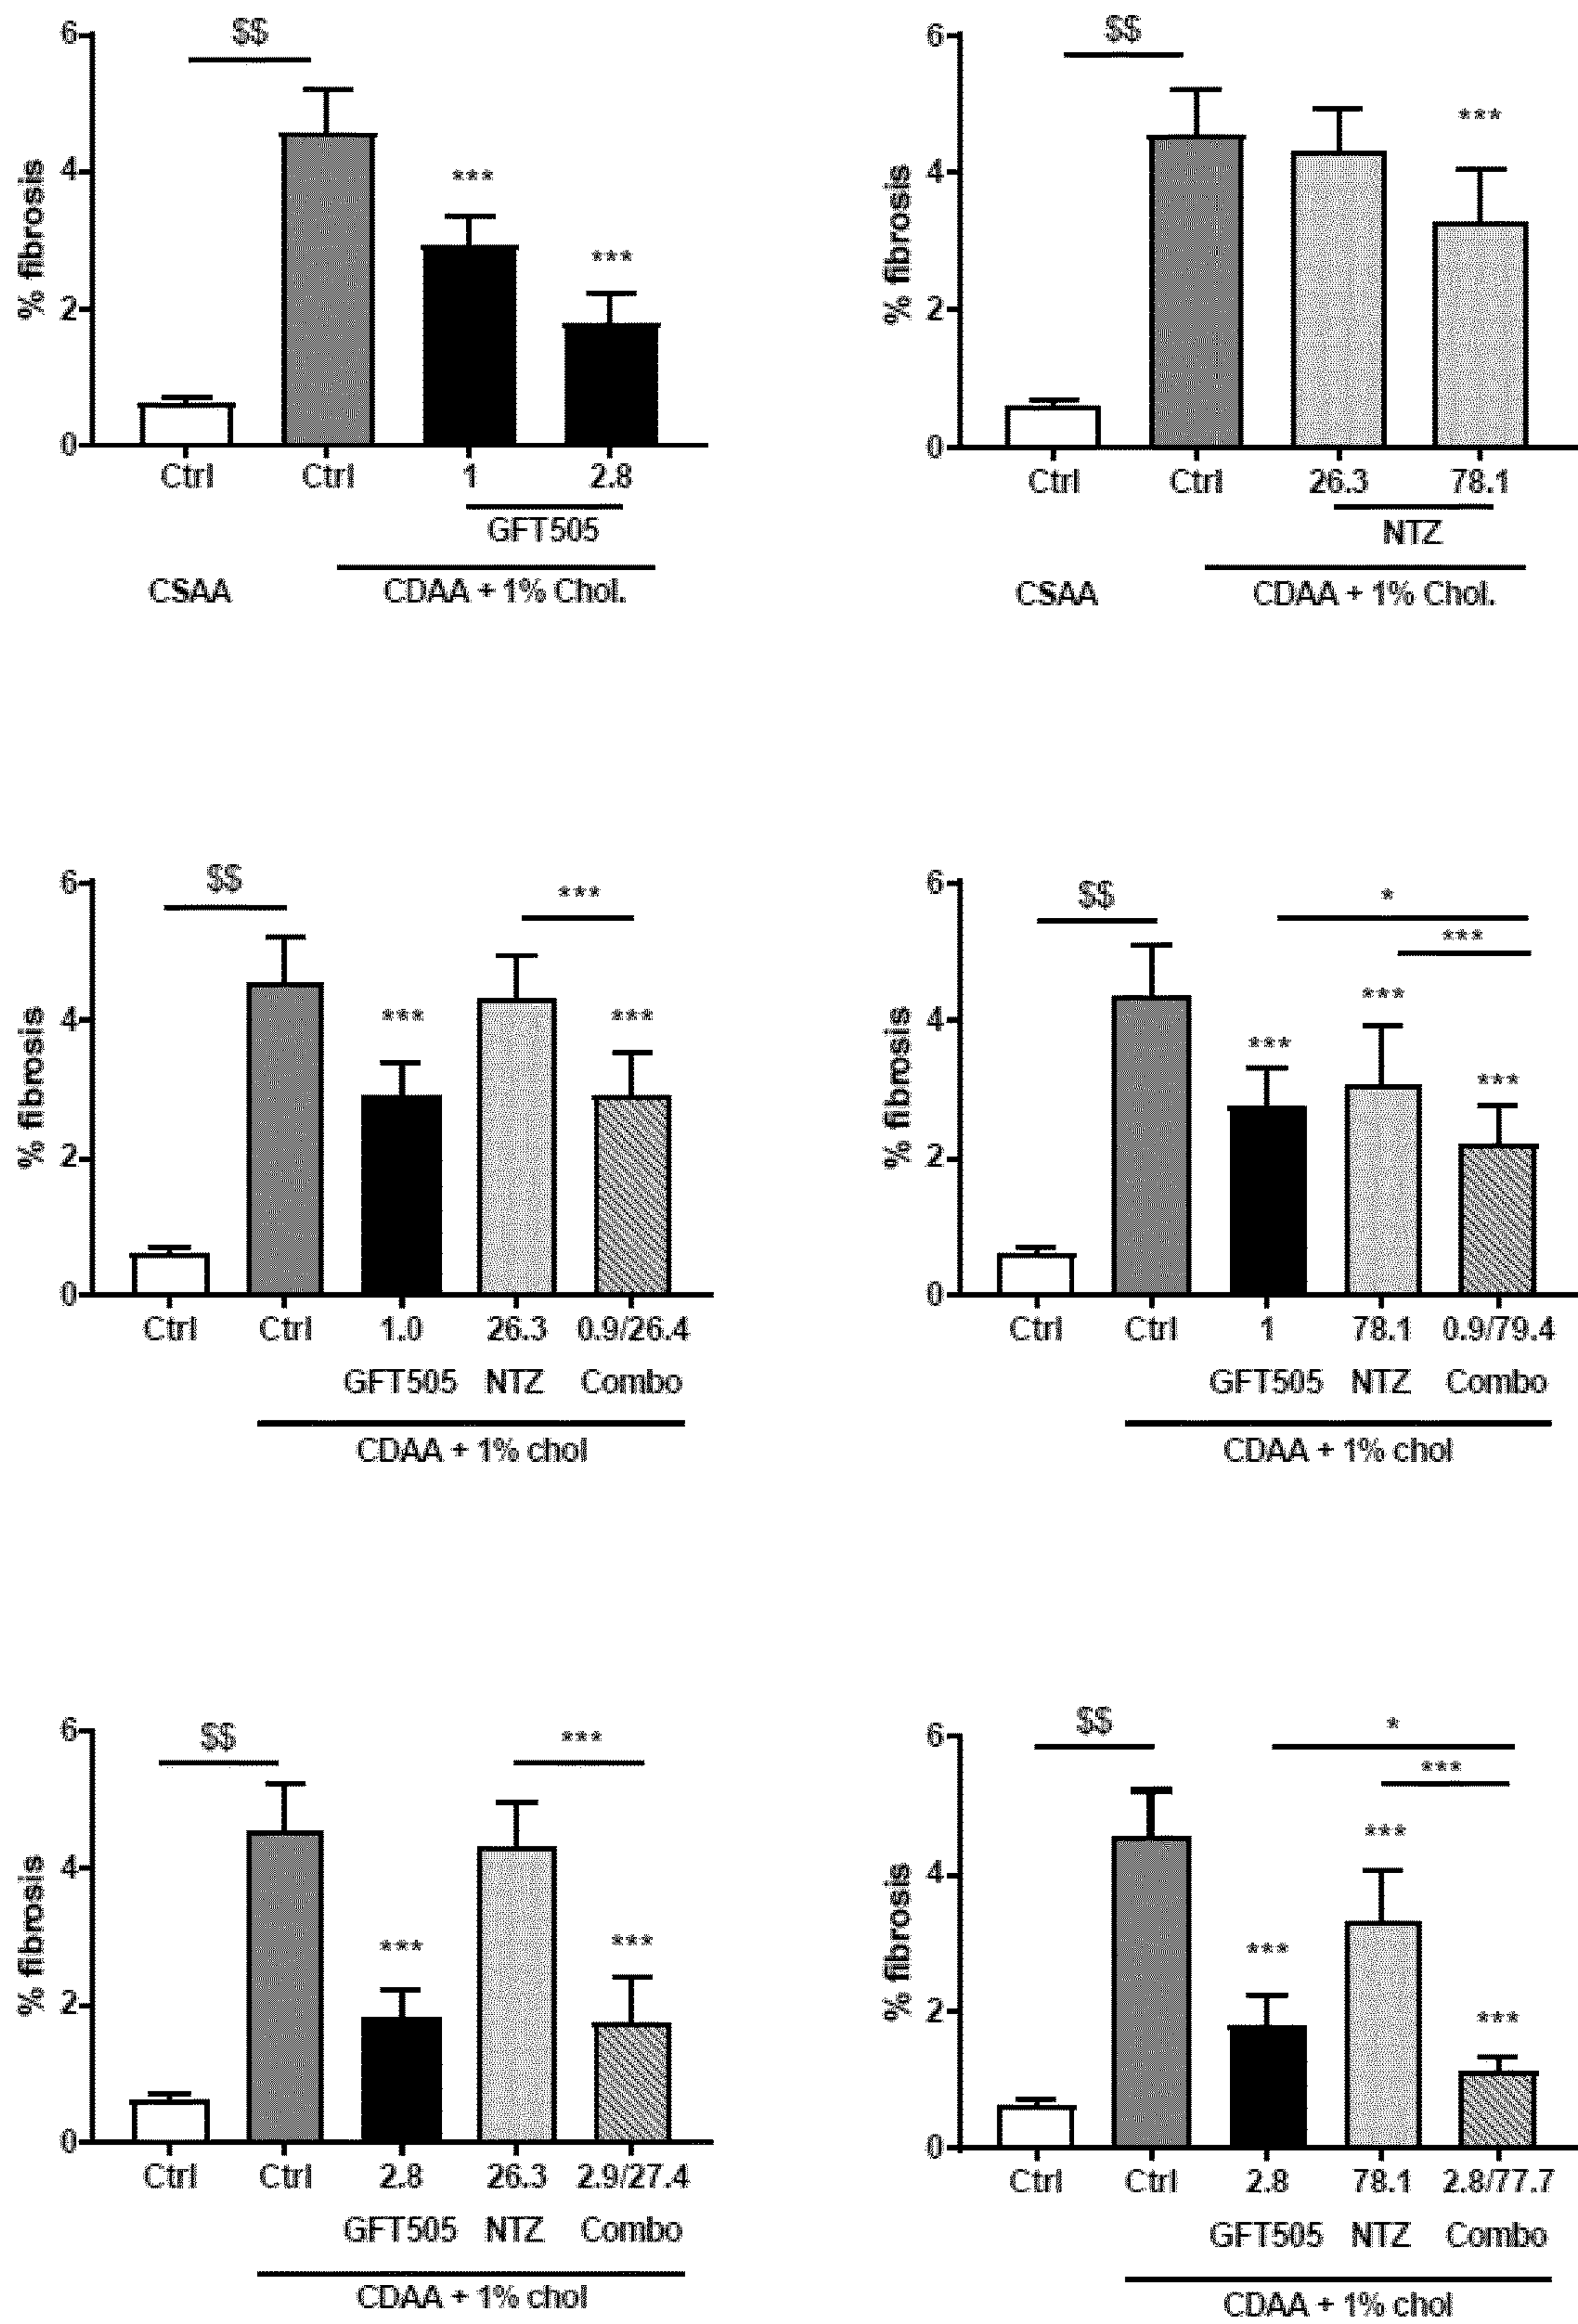 $$
6
***
4
***
% fibrosis
2
0
Ctrl Ctrl 1 2.8
GFT505
CSAA CDAA + 1% Chol.
$$
6
***
4
% fibrosis
2
0
Ctrl Ctrl 26.3 78.1
NTZ
CSAA CDAA + 1% Chol.
$$
6
***
4
*** ***
% fibrosis
2
0
Ctrl Ctrl 1.0 26.3 0.9/26.4
GFT505 NTZ Combo
CDAA + 1% chol
$$
6
*
***
***
4
***
***
% fibrosis
2
0
Ctrl Ctrl 1 78.1 0.9/79.4
GFT505 NTZ Combo
CDAA + 1% chol
$$
6
***
4
*** ***
% fibrosis
2
0
Ctrl Ctrl 2.8 26.3 2.9/27.4
GFT505 NTZ Combo
CDAA + 1% chol
$$
6
*
***
***
4
***
***
% fibrosis
2
0
Ctrl Ctrl 2.8 78.1 2.8/77.7
GFT505 NTZ Combo
CDAA + 1% chol